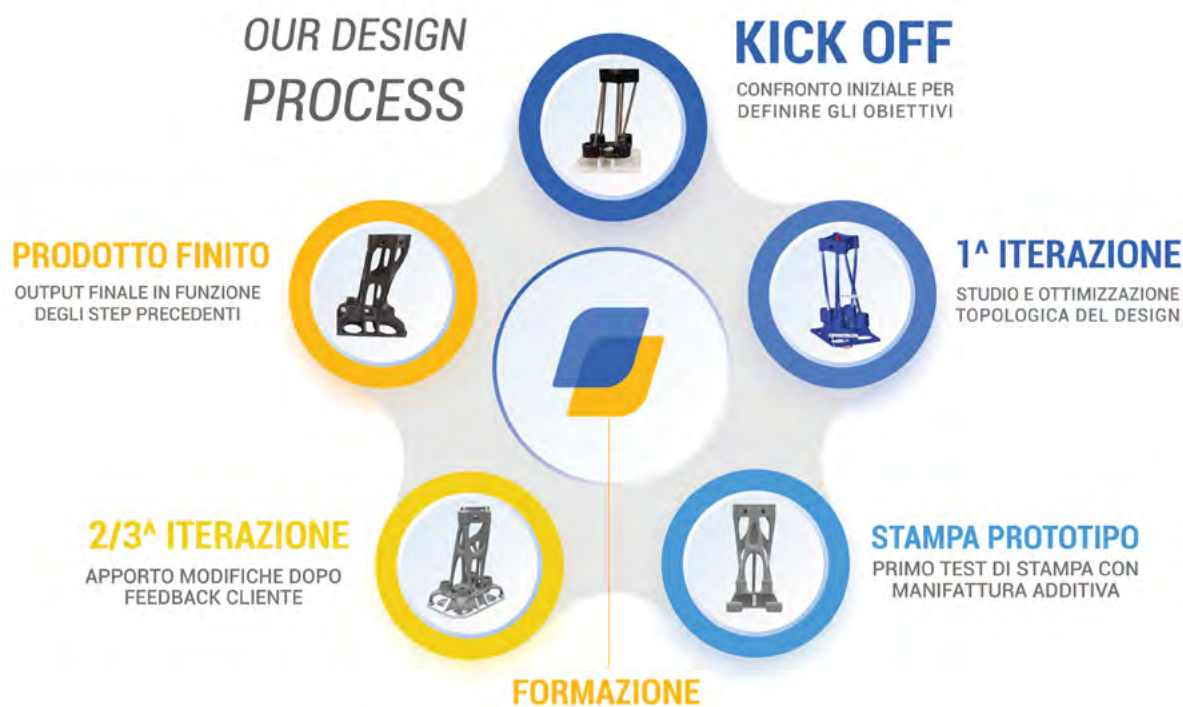 OUR DESIGN
PROCESS
KICK OFF
CONFRONTO INIZIALE PER
DEFINIRE GLI OBIETTIVI
1^ ITERAZIONE
STUDIO E OTTIMIZZAZIONE
TOPOLOGICA DEL DESIGN
STAMPA PROTOTIPO
PRIMO TEST DI STAMPA CON
MANIFATTURA ADDITIVA
2/3^ ITERAZIONE
APPORTO MODIFICHE DOPO
FEEDBACK CLIENTE
PRODOTTO FINITO
OUTPUT FINALE IN FUNZIONE
DEGLI STEP PRECEDENTI
FORMAZIONE